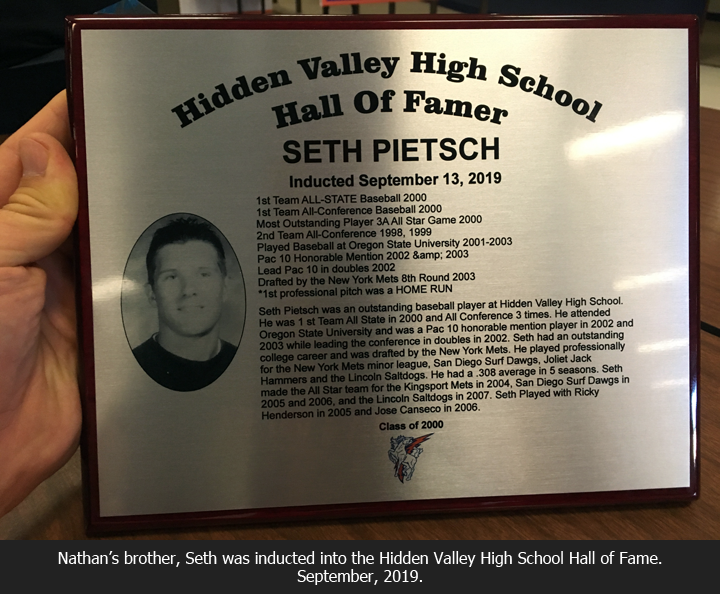 Hidden Valley High School
Hall Of Famer
SETH PIETSCH
Inducted September 13, 2019
1st Team ALL-STATE Baseball 2000
1st Team All-Conference Baseball 2000
Most Outstanding Player 3A All Star Game 2000
2nd Team All-Conference 1998, 1999
Played Baseball at Oregon State University 2001-2003
Pac 10 Honorable Mention 2002 &amp; 2003
Lead Pac 10 in doubles 2002
Drafted by the New York Mets 8th Round 2003
*1st professional pitch was a HOME RUN
Seth Pietsch was an outstanding baseball player at Hidden Valley High School.
He was 1 st Team All State in 2000 and All Conference 3 times. He attended
Oregon State University and was a Pac 10 honorable mention player in 2002 and
2003 while leading the conference in doubles in 2002. Seth had an outstanding
college career and was drafted by the New York Mets. He played professionally
for the New York Mets minor league, San Diego Surf Dawgs, Joliet Jack
Hammers and the Lincoln Saltdogs. He had a .308 average in 5 seasons. Seth
made the All Star team for the Kingsport Mets in 2004, San Diego Surf Dawgs in
2005 and 2006, and the Lincoln Saltdogs in 2007. Seth Played with Ricky
Henderson in 2005 and Jose Canseco in 2006.
Class of 2000
Nathan's brother, Seth was inducted into the Hidden Valley High School Hall of Fame.
September, 2019.